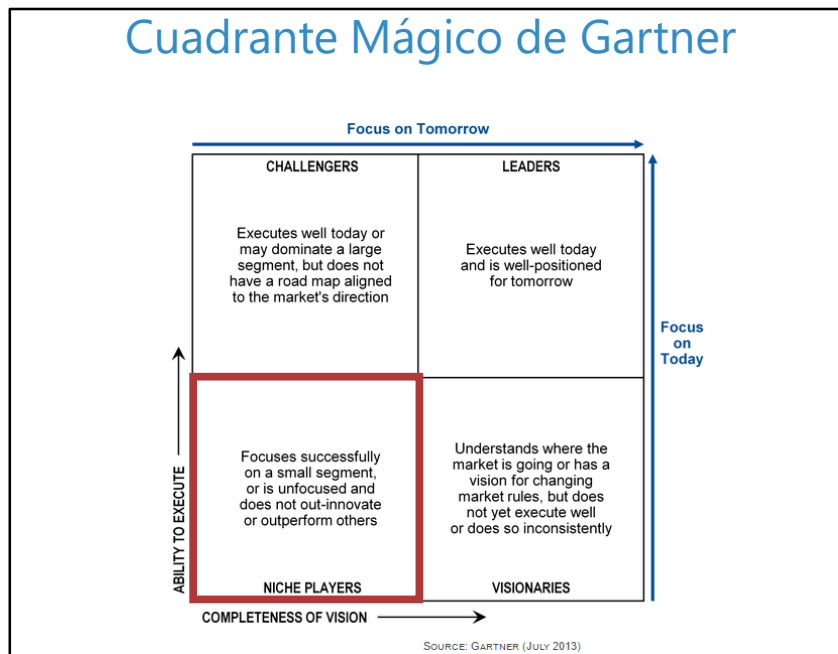 Cuadrante Mágico de Gartner
Focus on Tomorrow
CHALLENGERS
Executes well today or
may dominate a large
segment, but does not
have a road map aligned
to the market's direction
LEADERS
Executes well today
and is well-positioned
for tomorrow
Focus
on
Today
ABILITY TO EXECUTE
Focuses successfully
on a small segment,
or is unfocused and
does not out-innovate
or outperform others
NICHE PLAYERS
Understands where the
market is going or has a
vision for changing
market rules, but does
not yet execute well
or does so inconsistently
VISIONARIES
COMPLETENESS OF VISION
SOURCE: GARTNER (JULY 2013)